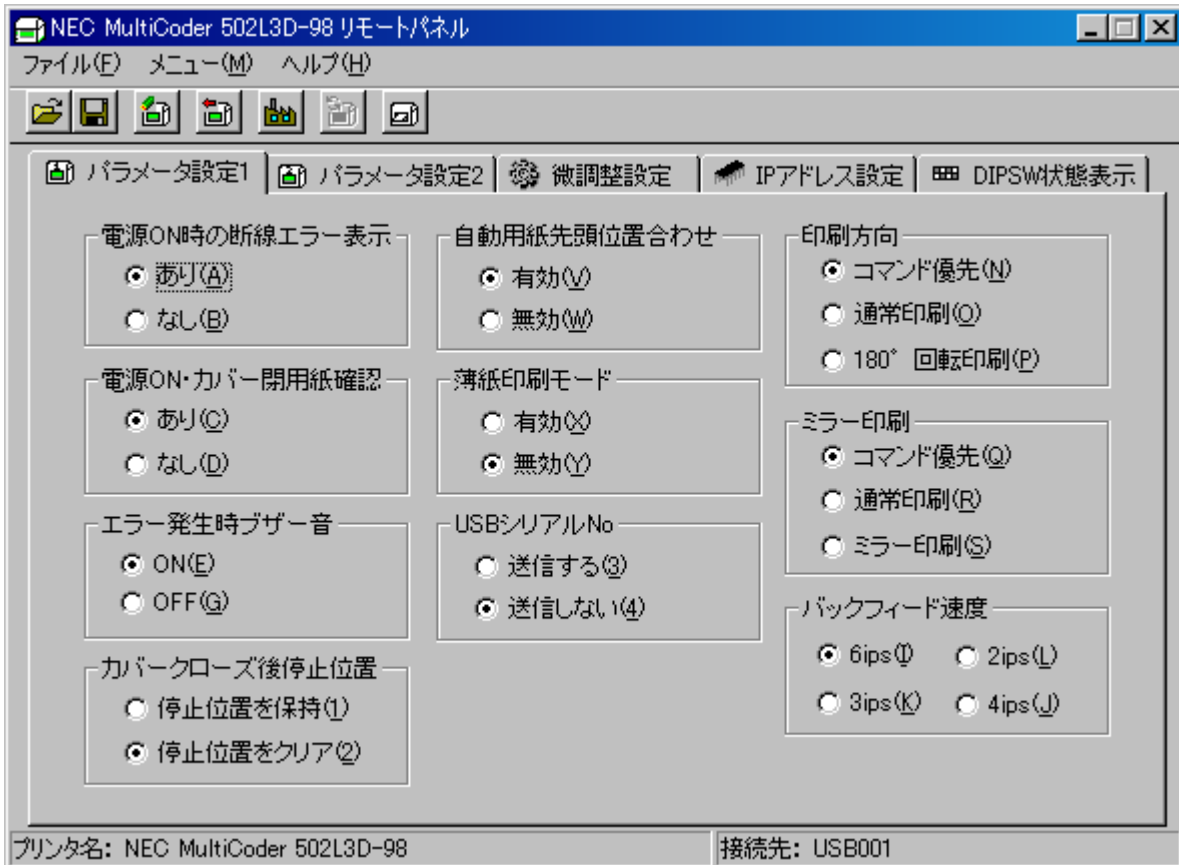 NEC MultiCoder 502L3D-98 リモートパネル
ファイル(F) メニュー(M) ヘルプ(H)
パラメータ設定1 パラメータ設定2 微調整設定 IPアドレス設定 DIPSW状態表示
電源ON時の断線エラー表示
あり(A)
なし(B)
電源ON・カバー閉用紙確認
あり(C)
なし(D)
エラー発生時ブザー音
ON(E)
OFF(G)
カバークローズ後停止位置
停止位置を保持(1)
停止位置をクリア(2)
自動用紙先頭位置合わせ
有効(V)
無効(W)
薄紙印刷モード
有効(X)
無効(Y)
USBシリアルNo
送信する(3)
送信しない(4)
印刷方向
コマンド優先(N)
通常印刷(O)
180° 回転印刷(P)
ミラー印刷
コマンド優先(Q)
通常印刷(R)
ミラー印刷(S)
バックフィード速度
6ips(I) 2ips(L)
3ips(K) 4ips(J)
プリンタ名: NEC MultiCoder 502L3D-98 接続先: USB001